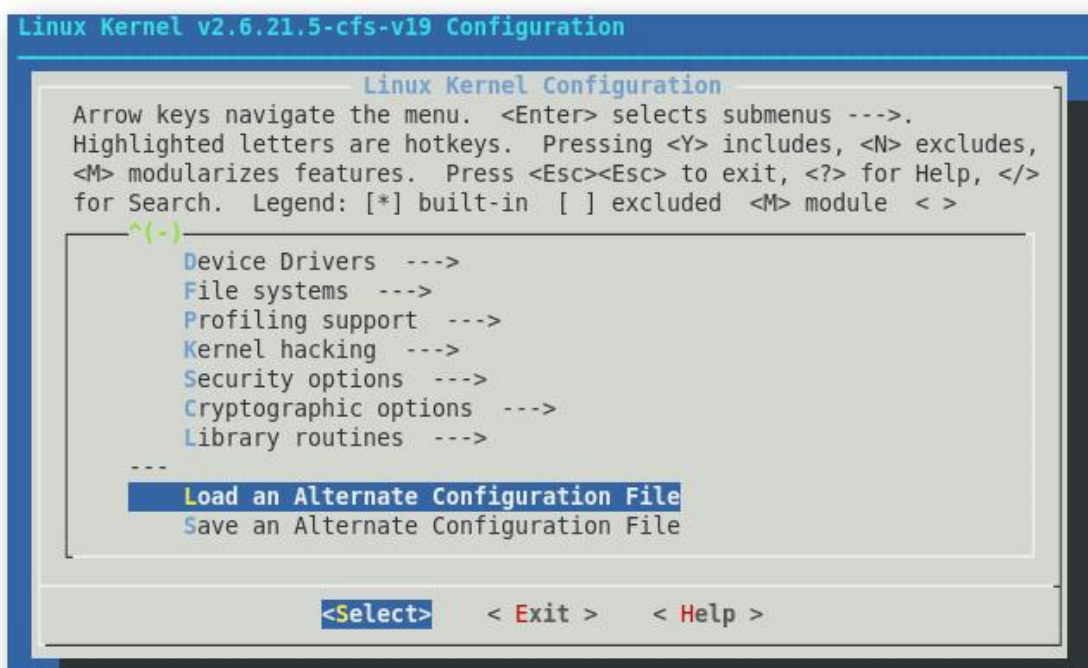 Linux Kernel v2.6.21.5-cfs-v19 Configuration
Linux Kernel Configuration
Arrow keys navigate the menu.  <Enter> selects submenus --->.
Highlighted letters are hotkeys.  Pressing <Y> includes, <N> excludes,
<M> modularizes features.  Press <Esc><Esc> to exit, <?> for Help, </>
for Search.  Legend: [*] built-in  [ ] excluded  <M> module  < >
^(-)
Device Drivers  --->
File systems  --->
Profiling support  --->
Kernel hacking  --->
Security options  --->
Cryptographic options  --->
Library routines  --->
---
Load an Alternate Configuration File
Save an Alternate Configuration File
<Select>    < Exit >    < Help >